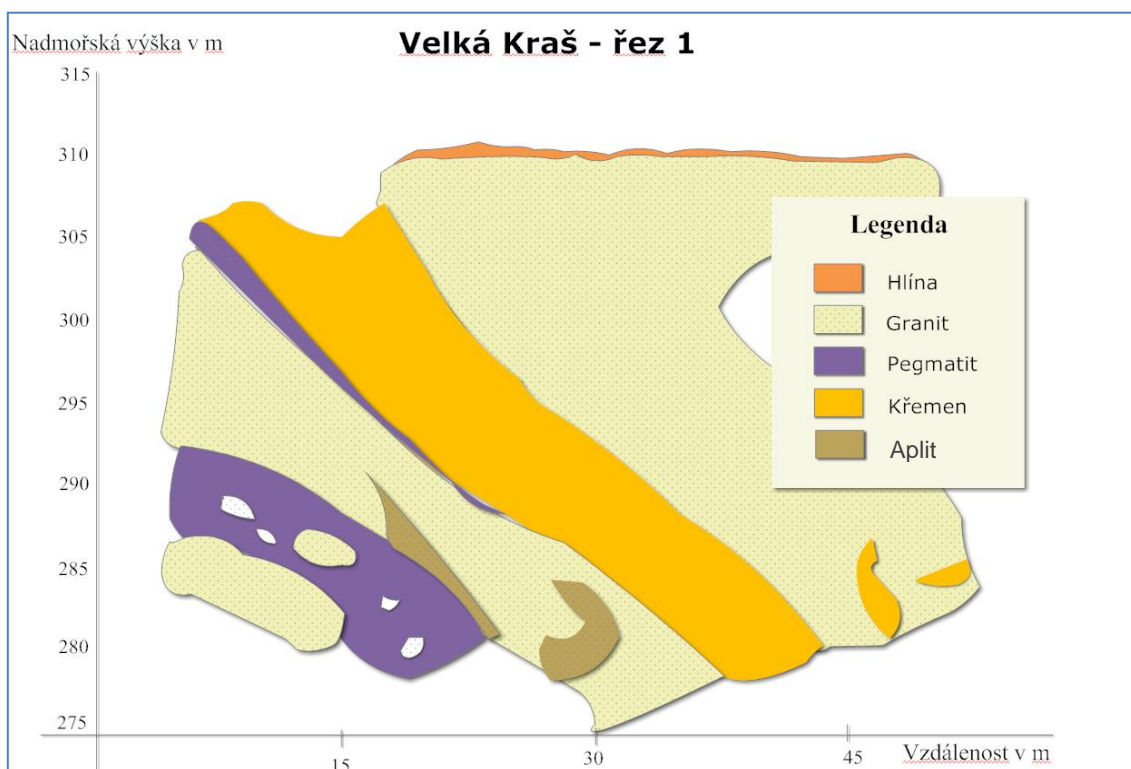 Velká Kraš - řez 1
Nadmořská výška v m
315
310
305
300
295
290
285
280
275
Legenda
Hlína
Granit
Pegmatit
Křemen
Aplit
15
30
45
Vzdálenost v m